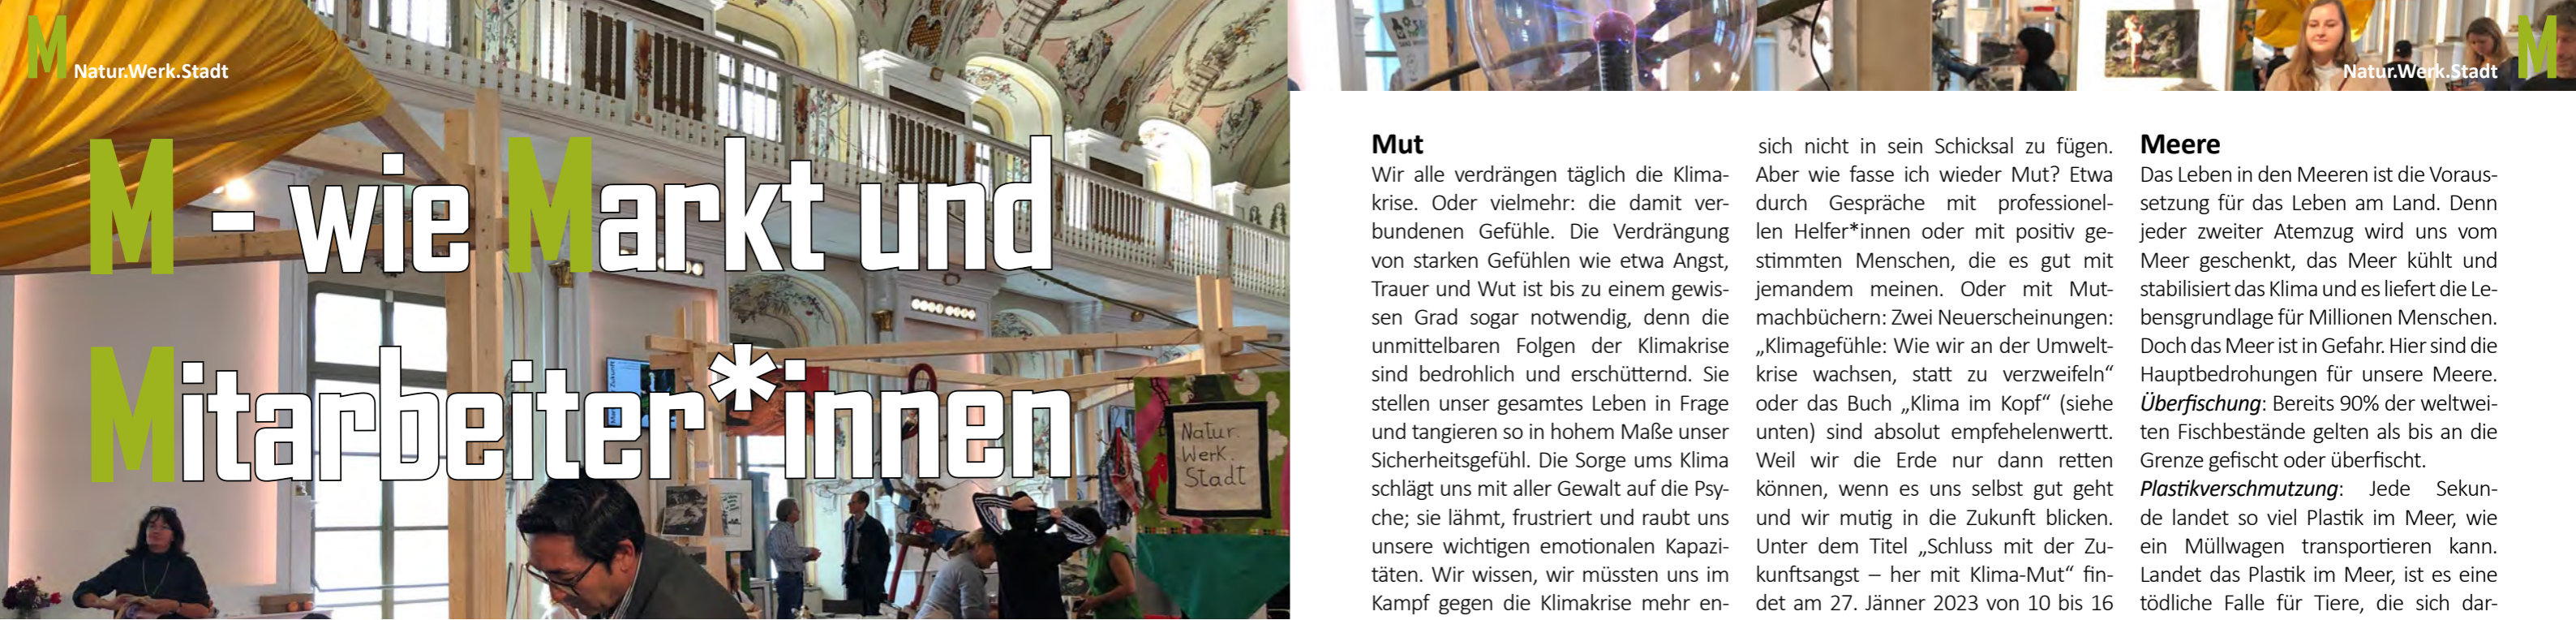 M Natur.Werk.Stadt
M - wie Markt und
Mitarbeiter*innen
Natur.
Werk.
Stadt
Natur.Werk.Stadt M
Mut
Wir alle verdrängen täglich die Klima-
krise. Oder vielmehr: die damit ver-
bundenen Gefühle. Die Verdrängung
von starken Gefühlen wie etwa Angst,
Trauer und Wut ist bis zu einem gewis-
sen Grad sogar notwendig, denn die
unmittelbaren Folgen der Klimakrise
sind bedrohlich und erschütternd. Sie
stellen unser gesamtes Leben in Frage
und tangieren so in hohem Maße unser
Sicherheitsgefühl. Die Sorge ums Klima
schlägt uns mit aller Gewalt auf die Psy-
che; sie lähmt, frustriert und raubt uns
unsere wichtigen emotionalen Kapazi-
täten. Wir wissen, wir müssten uns im
Kampf gegen die Klimakrise mehr en-
sich nicht in sein Schicksal zu fügen.
Aber wie fasse ich wieder Mut? Etwa
durch Gespräche mit professionel-
len Helfer*innen oder mit positiv ge-
stimmten Menschen, die es gut mit
jemandem meinen. Oder mit Mut-
machbüchern: Zwei Neuerscheinungen:
„Klimagefühle: Wie wir an der Umwelt-
krise wachsen, statt zu verzweifeln“
oder das Buch „Klima im Kopf“ (siehe
unten) sind absolut empfehelenwertt.
Weil wir die Erde nur dann retten
können, wenn es uns selbst gut geht
und wir mutig in die Zukunft blicken.
Unter dem Titel „Schluss mit der Zu-
kunftsangst – her mit Klima-Mut“ fin-
det am 27. Jänner 2023 von 10 bis 16
Meere
Das Leben in den Meeren ist die Voraus-
setzung für das Leben am Land. Denn
jeder zweiter Atemzug wird uns vom
Meer geschenkt, das Meer kühlt und
stabilisiert das Klima und es liefert die Le-
bensgrundlage für Millionen Menschen.
Doch das Meer ist in Gefahr. Hier sind die
Hauptbedrohungen für unsere Meere.
Überfischung: Bereits 90% der weltwei-
ten Fischbestände gelten als bis an die
Grenze gefischt oder überfischt.
Plastikverschmutzung: Jede Sekun-
de landet so viel Plastik im Meer, wie
ein Müllwagen transportieren kann.
Landet das Plastik im Meer, ist es eine
tödliche Falle für Tiere, die sich dar-